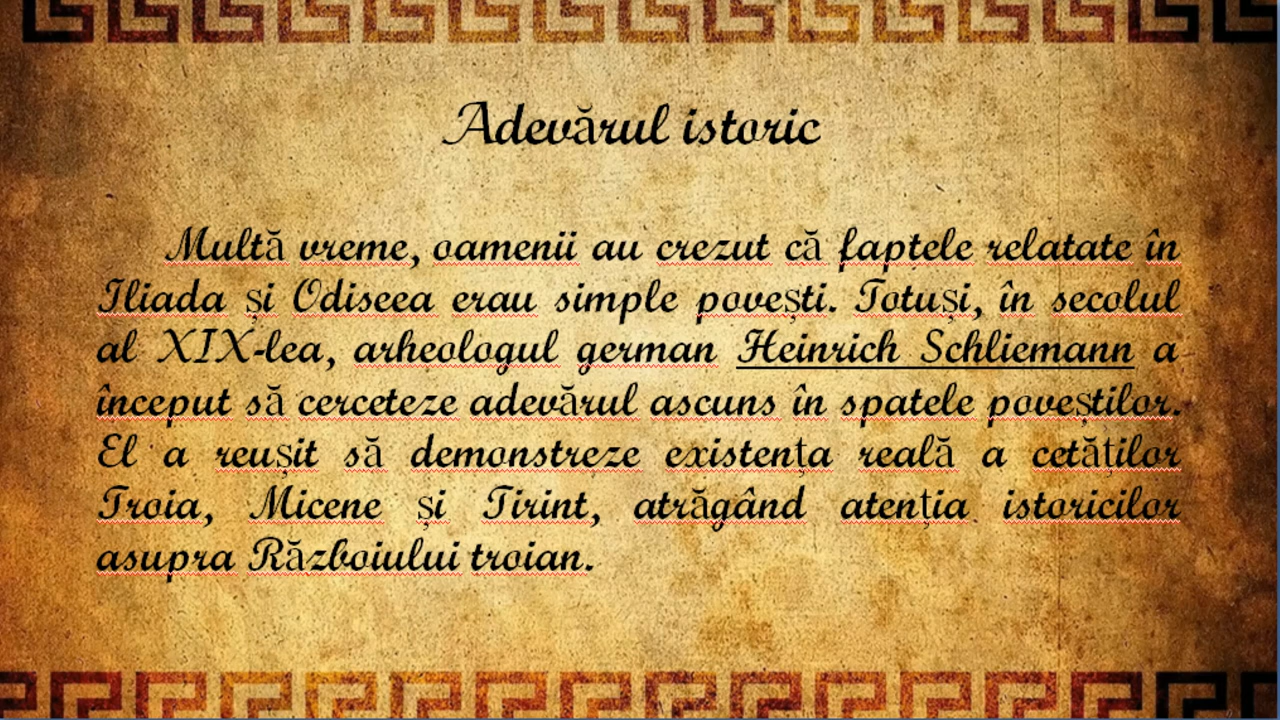 Adevărul istoric
Multă vreme, oamenii au crezut că faptele relatate în
Iliada și Odiseea erau simple povești. Totuși, în secolul
al XIX-lea, arheologul german Heinrich Schliemann a
început să cerceteze adevărul ascuns în spatele poveștilor.
El a reușit să demonstreze existența reală a cetăților
Troia, Micene și Tirint, atrăgând atenția istoricilor
asupra Războiului troian.